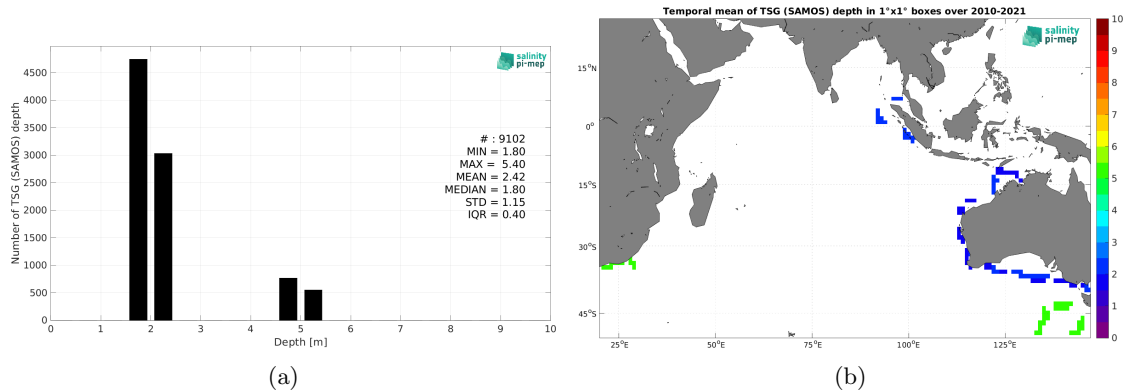 salinity
pi-mep
Number of TSG (SAMOS) depth
4500
4000
3500
3000
2500
2000
1500
1000
500
0
# : 9102
MIN = 1.80
MAX = 5.40
MEAN = 2.42
MEDIAN = 1.80
STD = 1.15
IQR = 0.40
0 1 2 3 4 5 6 7 8 9 10
Depth [m]
(a)
Temporal mean of TSG (SAMOS) depth in 1°x1° boxes over 2010-2021
salinity
pi-mep
15°N
0°
15°S
30°S
45°S
25°E 50°E 75°E 100°E 125°E
10
9
8
7
6
5
4
3
2
1
0
(b)